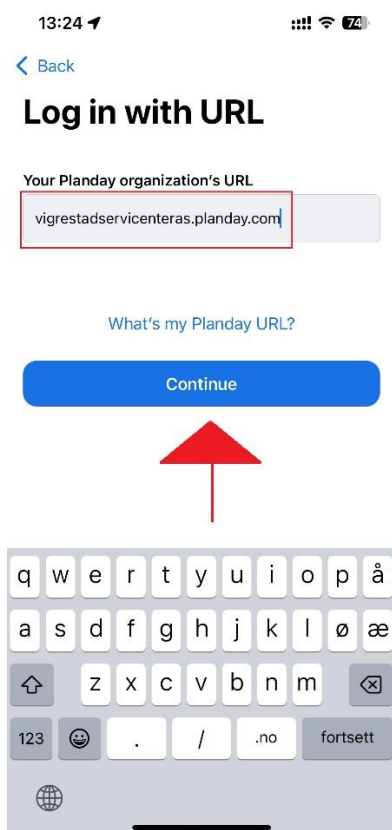 13:24
74
Back
Log in with URL
Your Planday organization's URL
vigrestadservicenteras.planday.com
What's my Planday URL?
Continue
q w e r t y u i o p å
a s d f g h j k l ø æ
z x c v b n m
123 . / .no fortsett